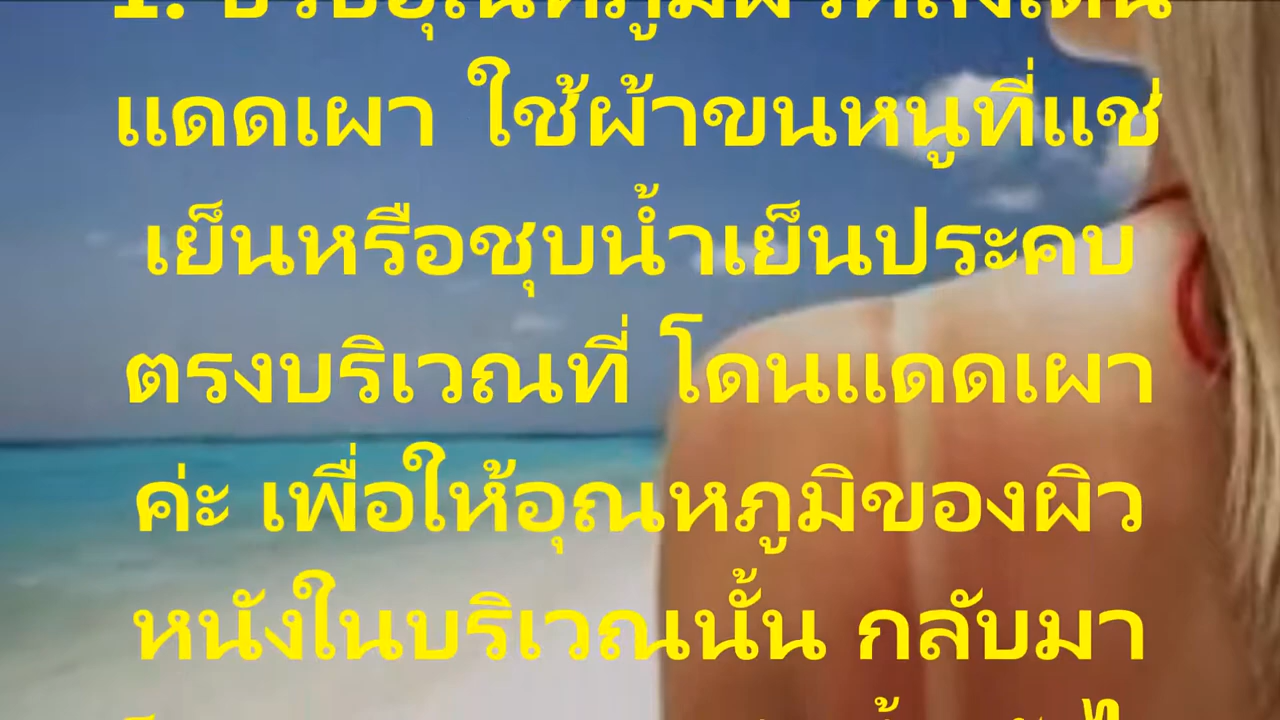 แดดเผา ใช้ผ้าขนหนูที่แช่
เย็นหรือชุบน้ำเย็นประคบ
ตรงบริเวณที่ โดนแดดเผา
ค่ะ เพื่อให้อุณหภูมิของผิว
หนังในบริเวณนั้น กลับมา